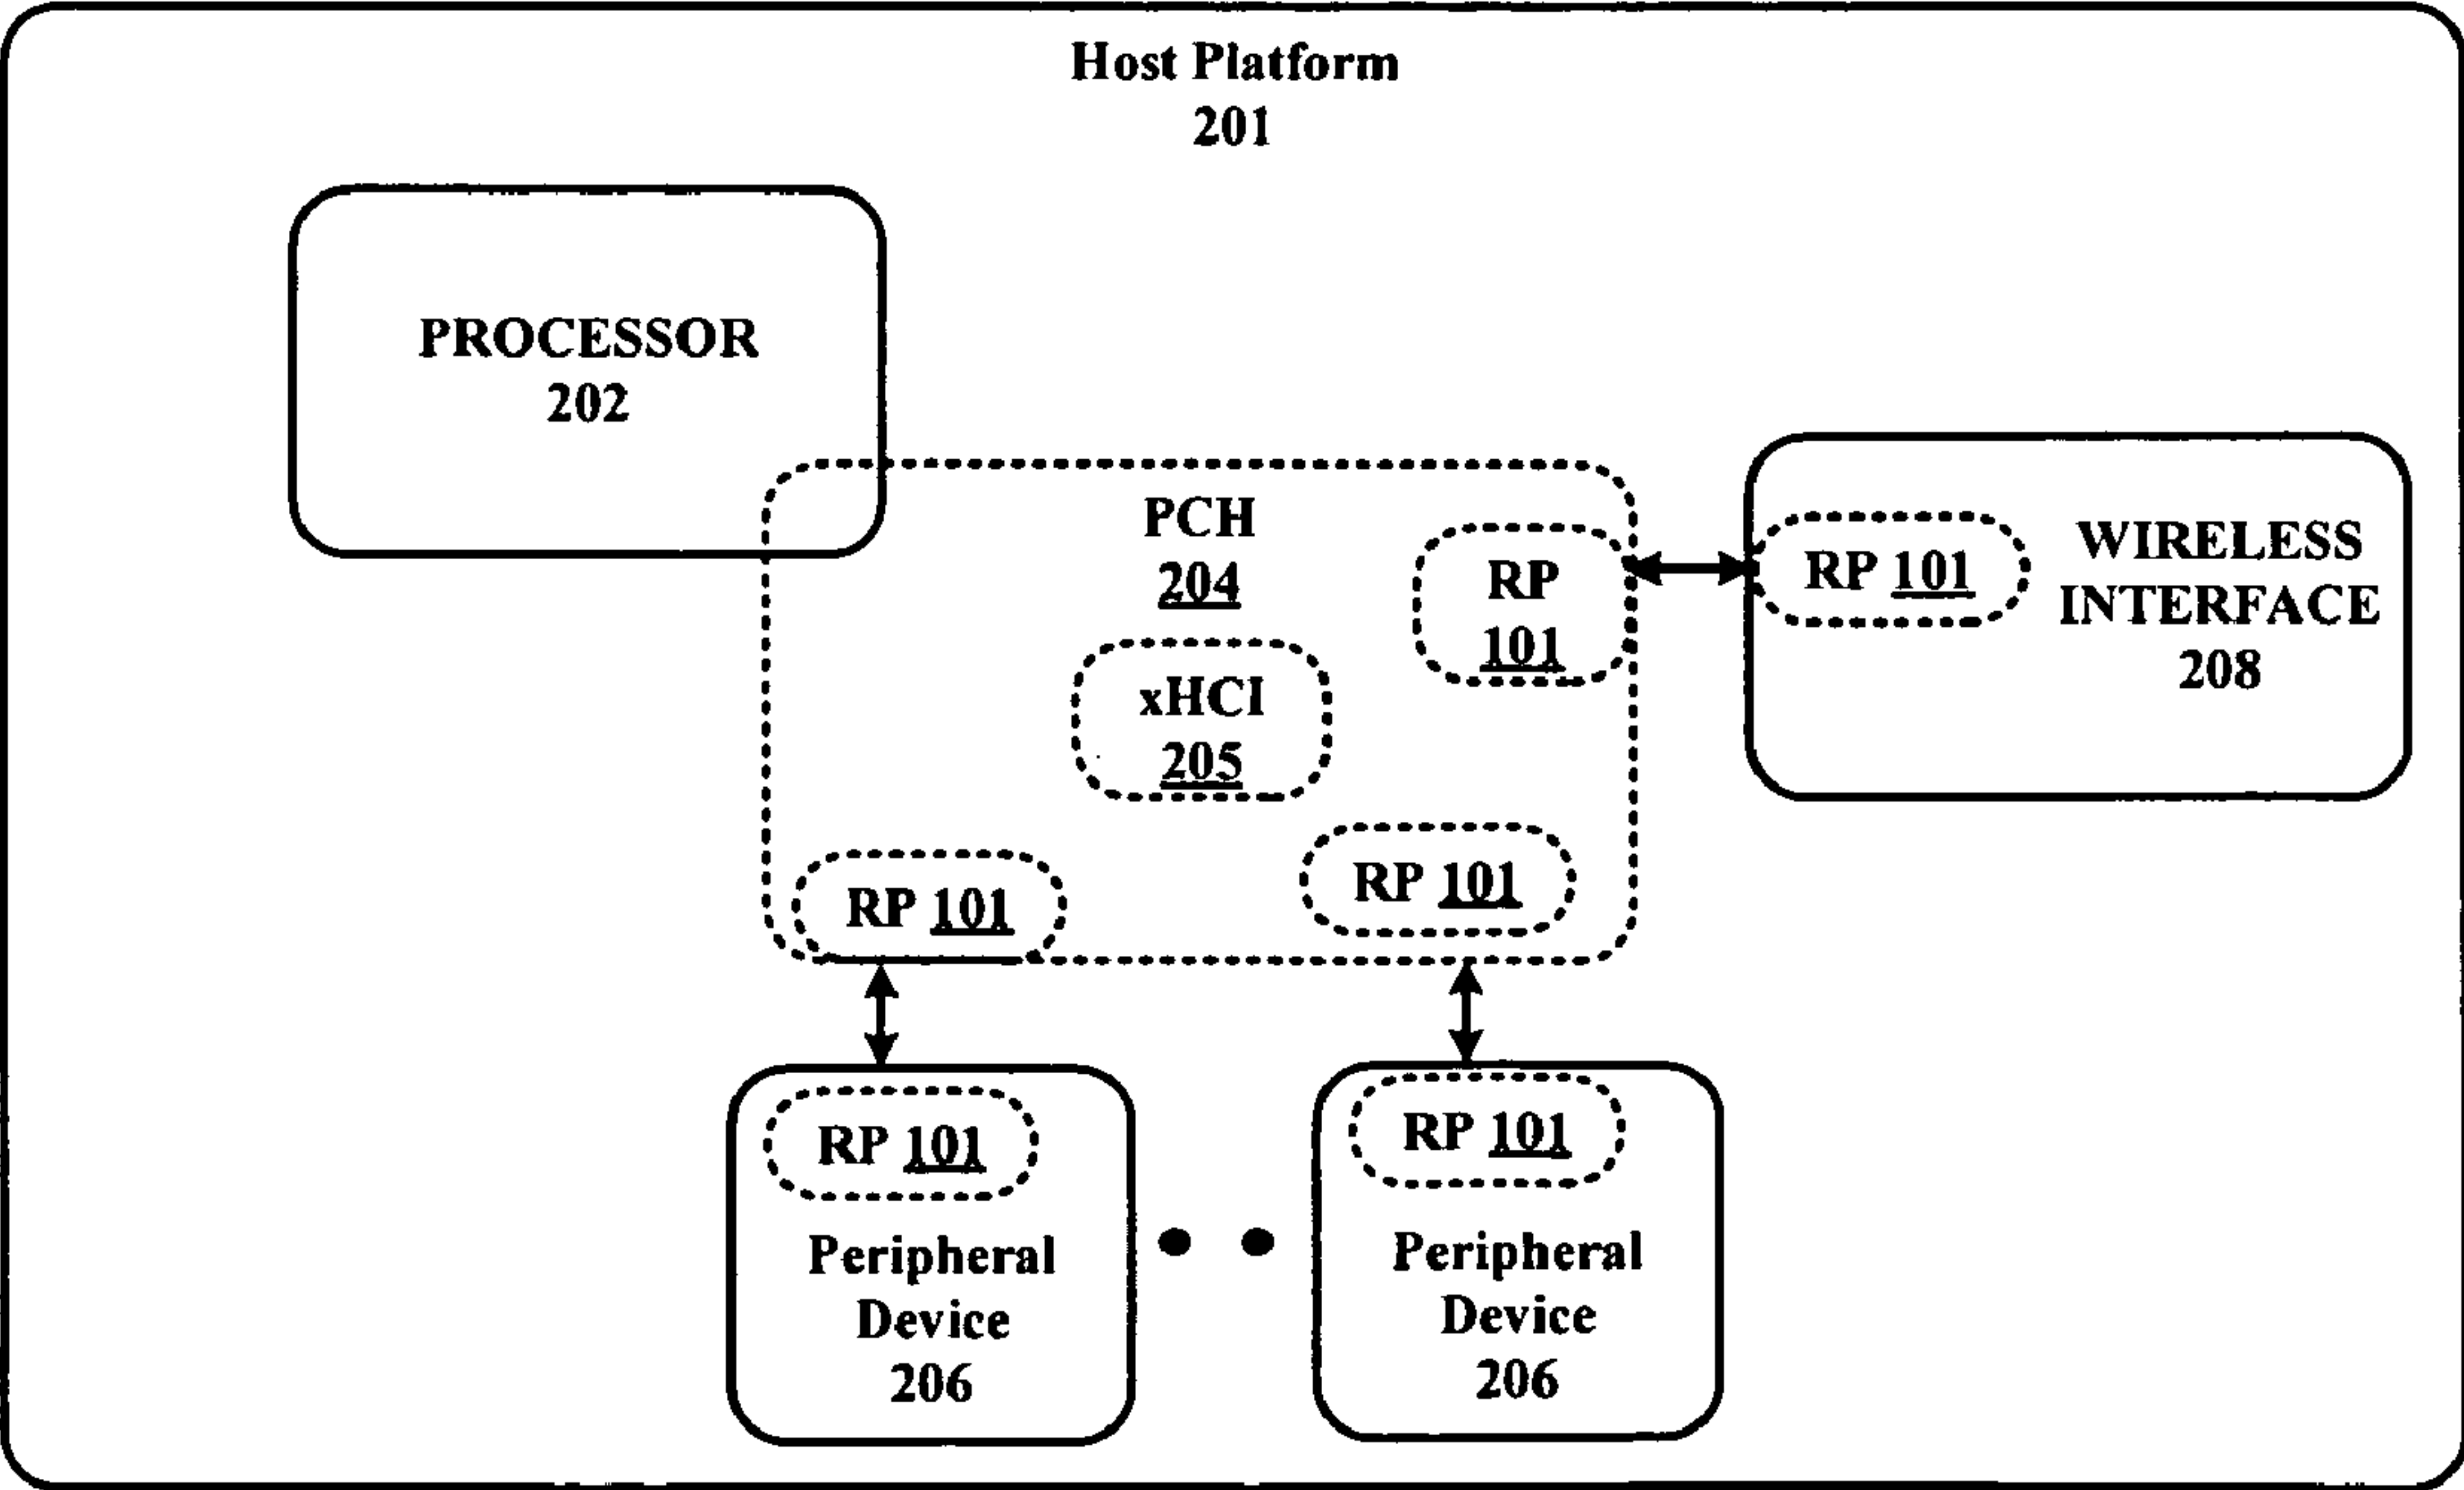 Host Platform
201
PROCESSOR
202
PCH
204
RP
101
xHCI
205
RP 101
RP 101
RP 101
WIRELESS
INTERFACE
208
RP 101
Peripheral
Device
206
RP 101
Peripheral
Device
206